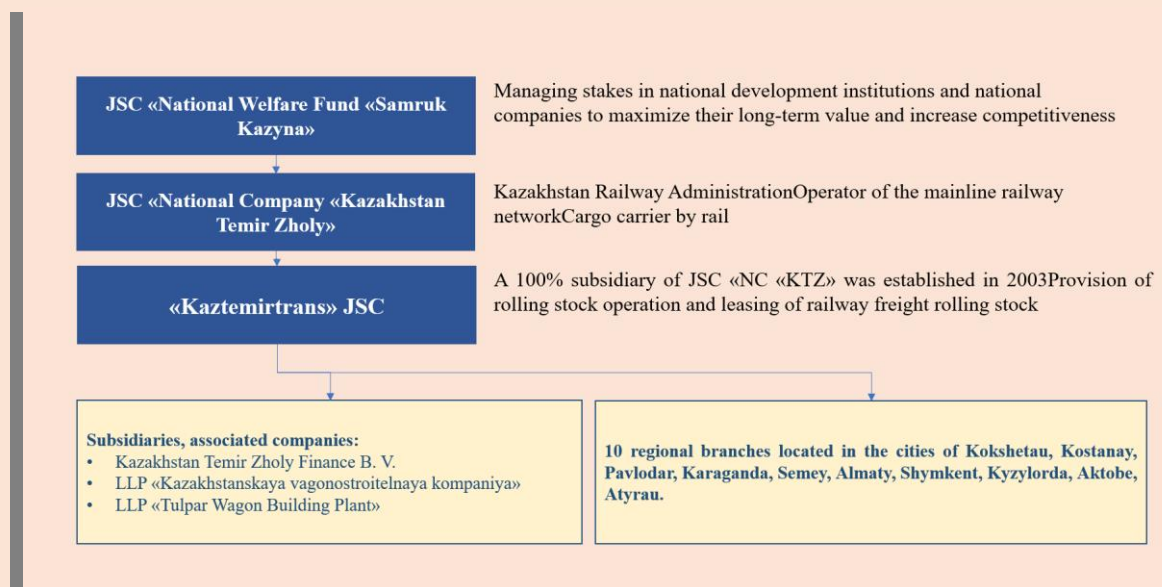 JSC «National Welfare Fund «Samruk
Kazyna»
Managing stakes in national development institutions and national
companies to maximize their long-term value and increase competitiveness
JSC «National Company «Kazakhstan
Temir Zholy»
Kazakhstan Railway AdministrationOperator of the mainline railway
networkCargo carrier by rail
«Kaztemirtrans» JSC
A 100% subsidiary of JSC «NC «KTZ» was established in 2003Provision of
rolling stock operation and leasing of railway freight rolling stock
Subsidiaries, associated companies:
• Kazakhstan Temir Zholy Finance B. V.
• LLP «Kazakhstanskaya vagonostroitelnaya kompaniya»
• LLP «Tulpar Wagon Building Plant»
10 regional branches located in the cities of Kokshetau, Kostanay,
Pavlodar, Karaganda, Semey, Almaty, Shymkent, Kyzylorda, Aktobe,
Atyrau.